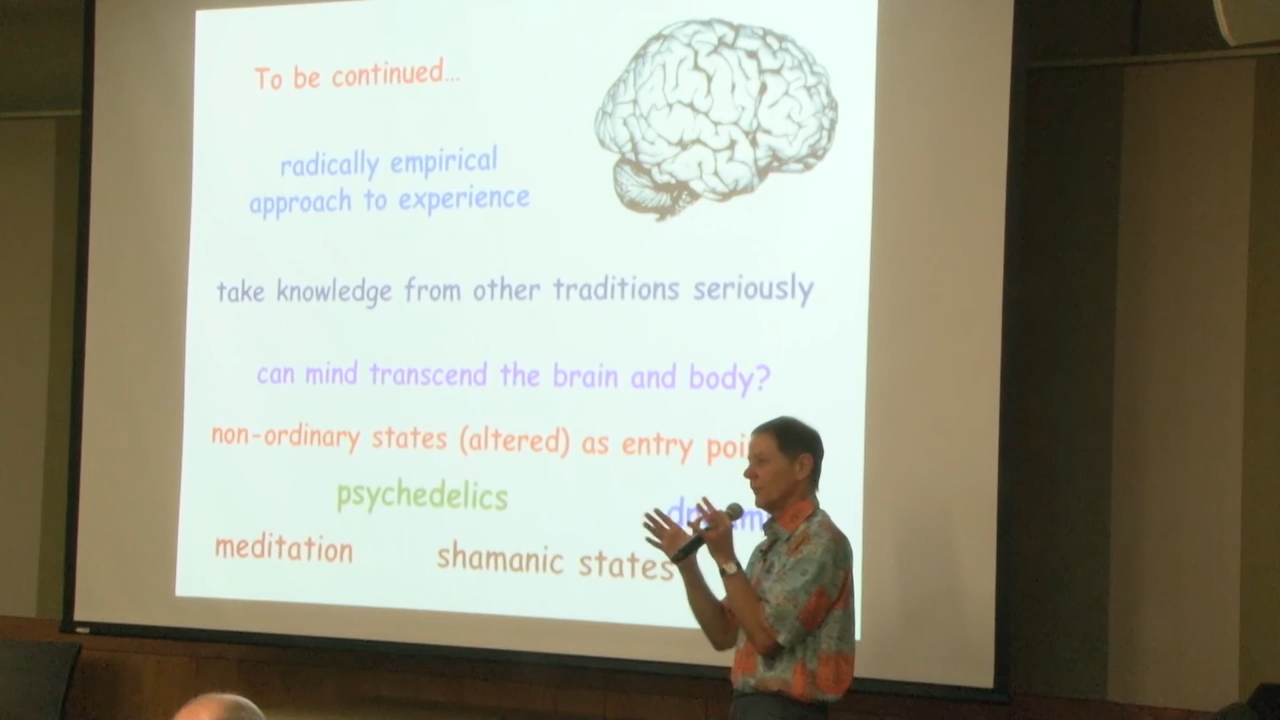 To be continued...
radically empirical
approach to experience
take knowledge from other traditions seriously
can mind transcend the brain and body?
non-ordinary states (altered) as entry
psychedelics
meditation
shamanic states